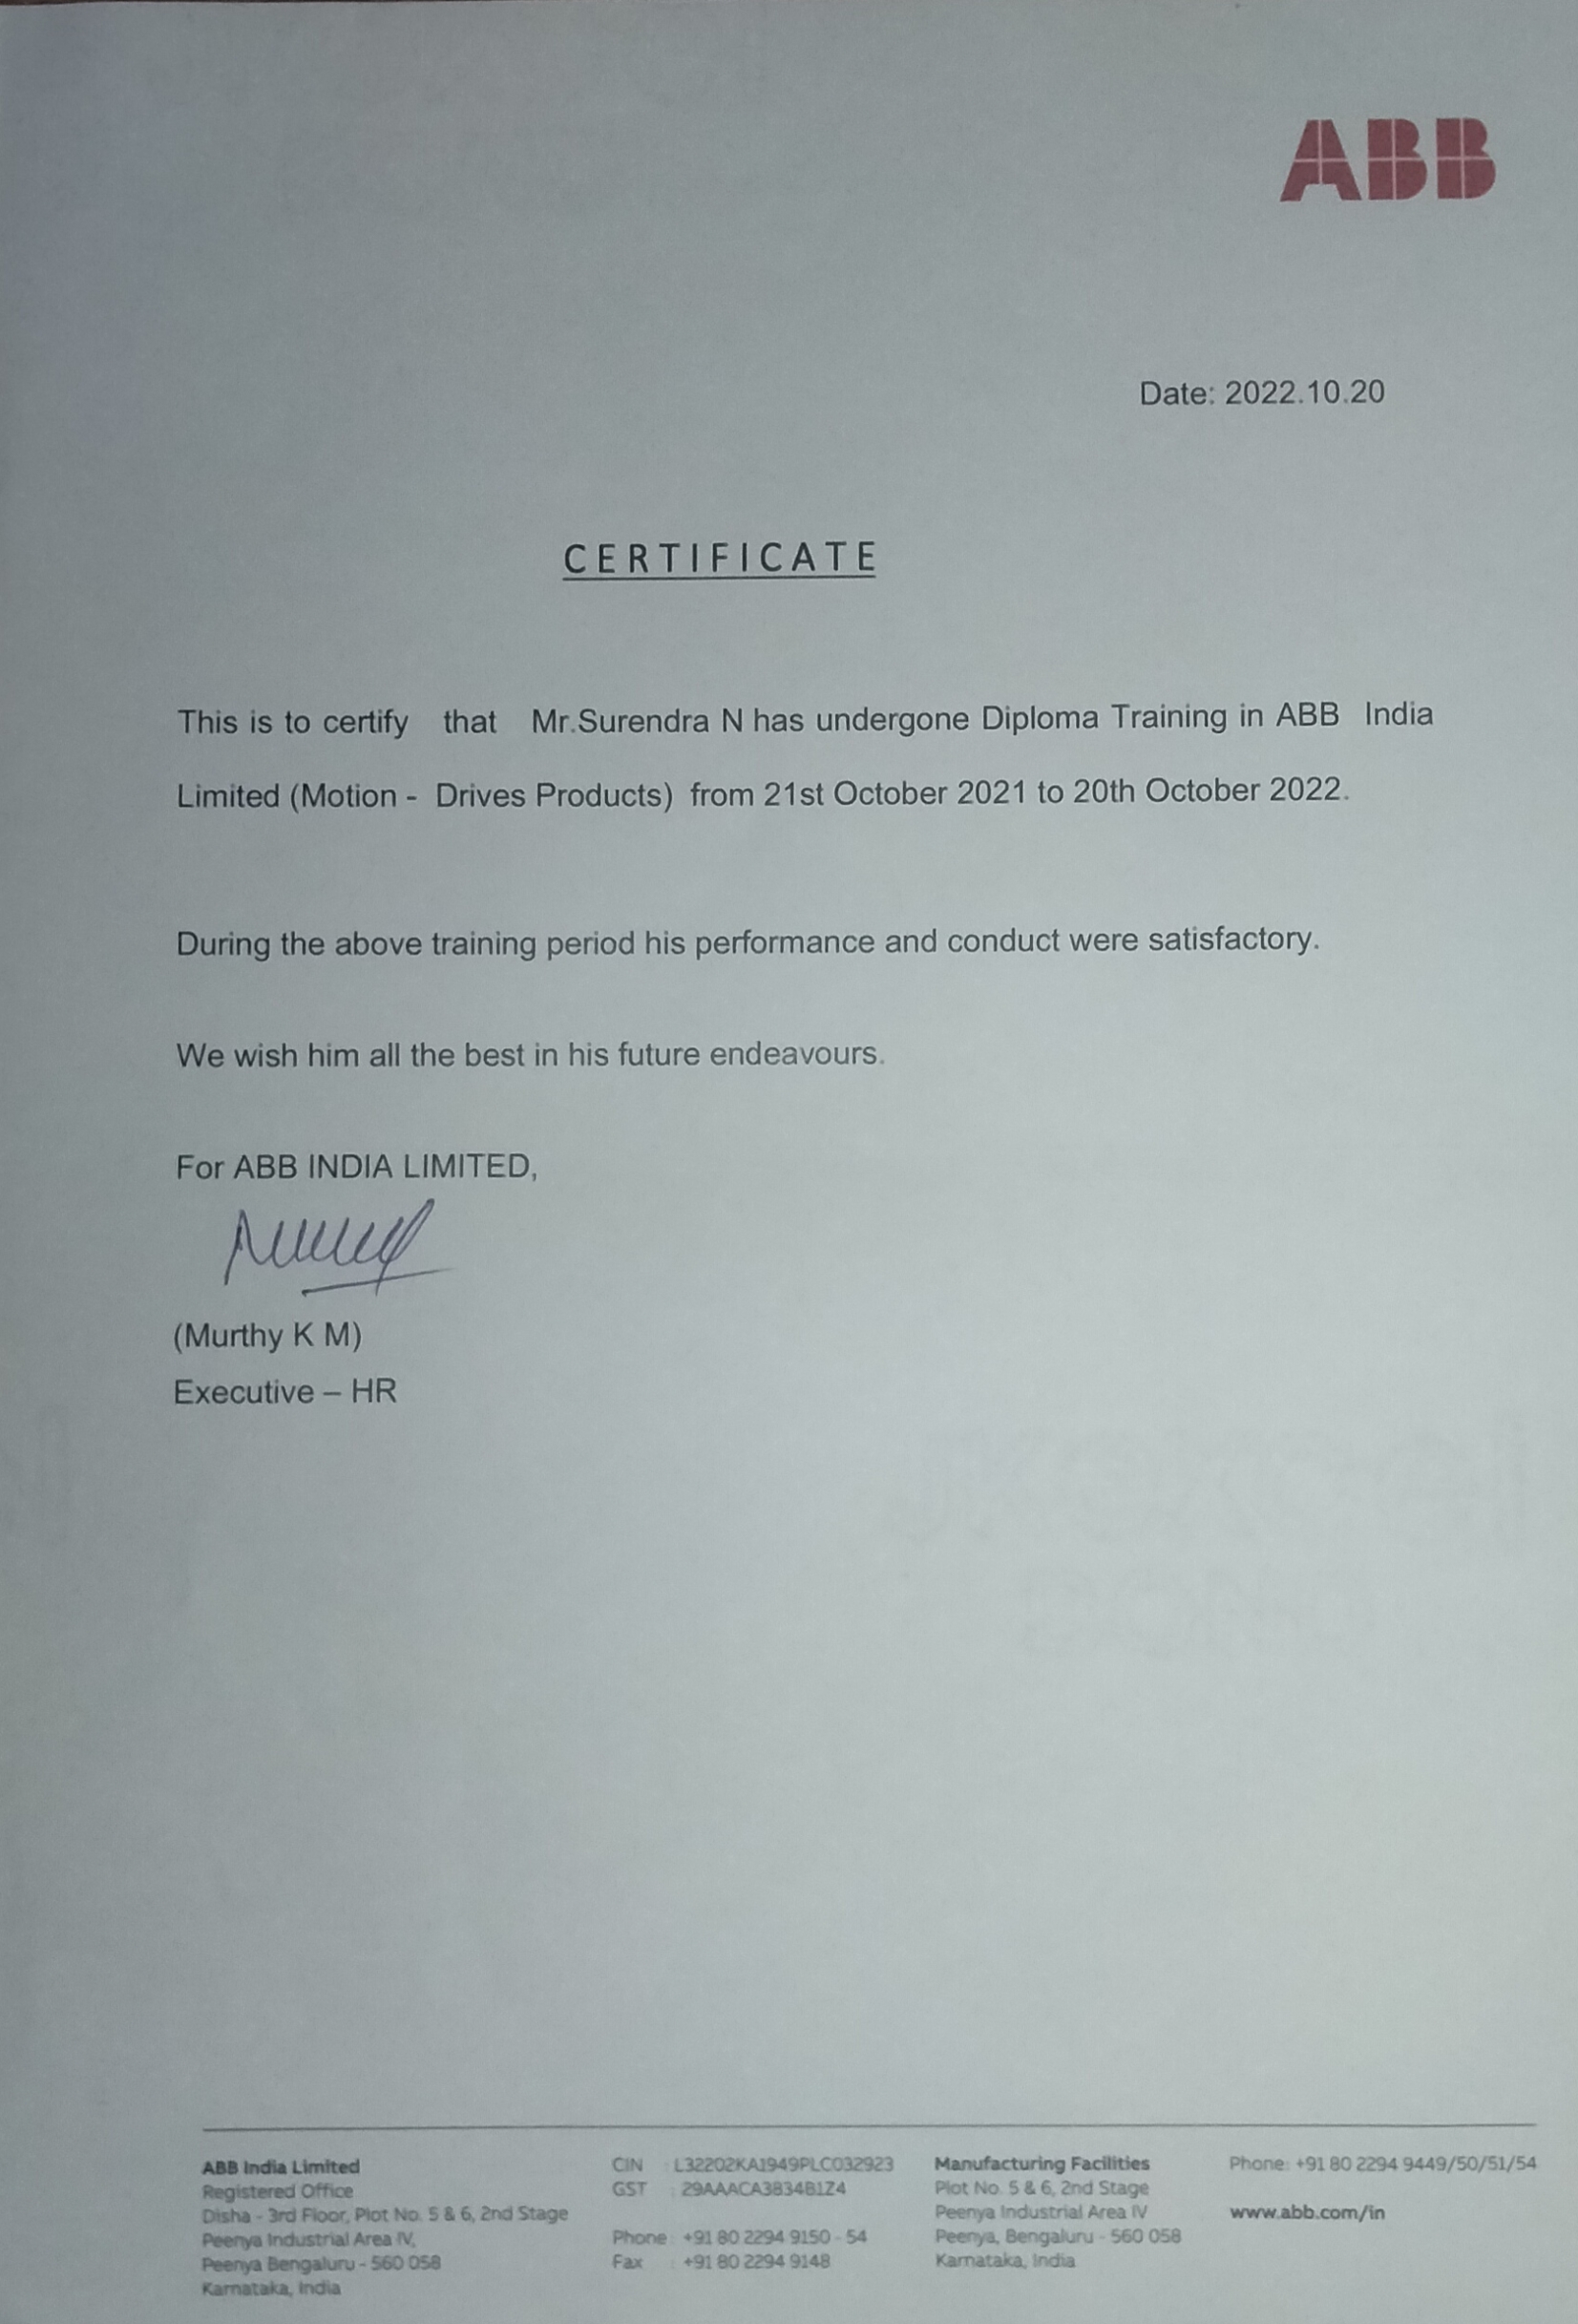 ABB
Date: 2022.10.20
CERTIFICATE
This is to certify that Mr.Surendra N has undergone Diploma Training in ABB India
Limited (Motion - Drives Products) from 21st October 2021 to 20th October 2022.
During the above training period his performance and conduct were satisfactory.
We wish him all the best in his future endeavours.
For ABB INDIA LIMITED,
(Murthy K M)
Executive – HR
ABB India Limited
Registered Office
Disha - 3rd Floor, Plot No. 5 & 6, 2nd Stage
Peenya Industrial Area IV,
Peenya Bengaluru - 560 058
Karnataka, India
CIN : L32202KA1949PLC032923
GST : 29AAACA3834B1Z4
Phone : +91 80 2294 9150 - 54
Fax : +91 80 2294 9148
Manufacturing Facilities
Plot No. 5 & 6, 2nd Stage
Peenya Industrial Area IV
Peenya, Bengaluru - 560 058
Karnataka, India
Phone: +91 80 2294 9449/50/51/54
www.abb.com/in